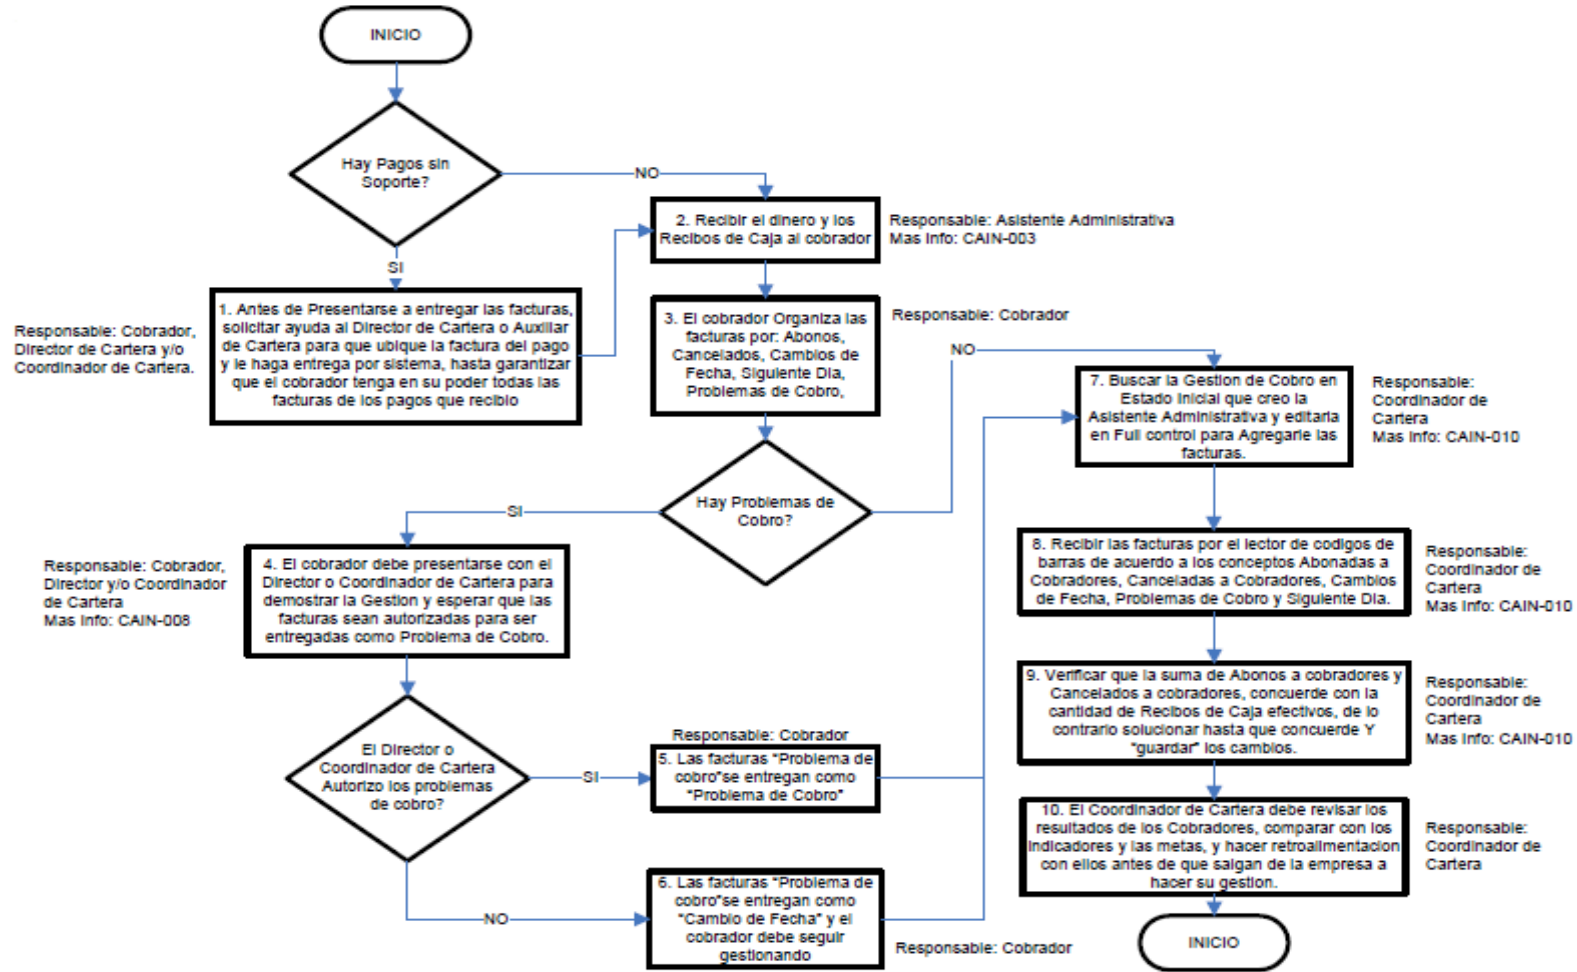 INICIO
Hay Pagos sin
Soporte?
NO
SI
2. Recibir el dinero y los
Recibos de Caja al cobrador
Responsable: Asistente Administrativa
Mas Info: CAIN-003
Responsable: Cobrador,
Director de Cartera y/o
Coordinador de Cartera.
1. Antes de Presentarse a entregar las facturas,
solicitar ayuda al Director de Cartera o Auxiliar
de Cartera para que ubique la factura del pago
y le haga entrega por sistema, hasta garantizar
que el cobrador tenga en su poder todas las
facturas de los pagos que recibio
3. El cobrador Organiza las
facturas por: Abonos,
Cancelados, Cambios de
Fecha, Siguiente Dia,
Problemas de Cobro,
Responsable: Cobrador
Hay Problemas de
Cobro?
NO
SI
7. Buscar la Gestion de Cobro en
Estado Inicial que creo la
Asistente Administrativa y editarla
en Full control para Agregarle las
facturas.
Responsable:
Coordinador de
Cartera
Mas Info: CAIN-010
Responsable: Cobrador,
Director y/o Coordinador
de Cartera
Mas Info: CAIN-008
4. El cobrador debe presentarse con el
Director o Coordinador de Cartera para
demostrar la Gestion y esperar que las
facturas sean autorizadas para ser
entregadas como Problema de Cobro.
8. Recibir las facturas por el lector de codigos de
barras de acuerdo a los conceptos Abonadas a
Cobradores, Canceladas a Cobradores, Cambios
de Fecha, Problemas de Cobro y Siguiente Dia.
Responsable:
Coordinador de
Cartera
Mas Info: CAIN-010
El Director o
Coordinador de Cartera
Autorizo los problemas
de cobro?
SI
NO
Responsable: Cobrador
5. Las facturas "Problema de
cobro"se entregan como
"Problema de Cobro"
9. Verificar que la suma de Abonos a cobradores y
Cancelados a cobradores, concuerde con la
cantidad de Recibos de Caja efectivos, de lo
contrario solucionar hasta que concuerde Y
"guardar" los cambios.
Responsable:
Coordinador de
Cartera
Mas Info: CAIN-010
6. Las facturas "Problema de
cobro"se entregan como
"Cambio de Fecha" y el
cobrador debe seguir
gestionando
Responsable: Cobrador
10. El Coordinador de Cartera debe revisar los
resultados de los Cobradores, comparar con los
indicadores y las metas, y hacer retroalimentacion
con ellos antes de que salgan de la empresa a
hacer su gestion.
Responsable:
Coordinador de
Cartera
INICIO